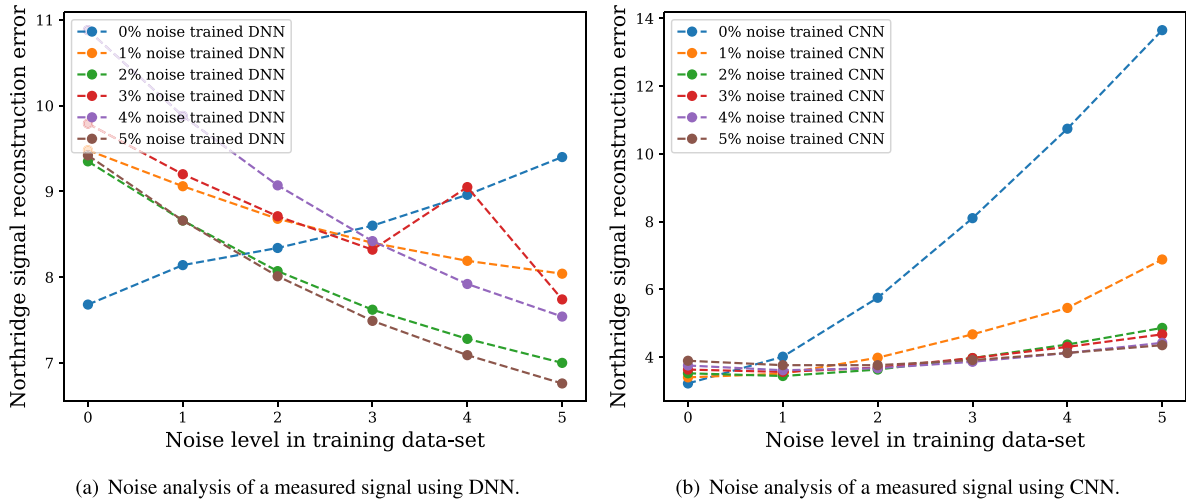 Northridge signal reconstruction error
11
10
9
8
7
0% noise trained DNN
1% noise trained DNN
2% noise trained DNN
3% noise trained DNN
4% noise trained DNN
5% noise trained DNN
0 1 2 3 4 5
Noise level in training data-set
(a) Noise analysis of a measured signal using DNN.
Northridge signal reconstruction error
14
12
10
8
6
4
0% noise trained CNN
1% noise trained CNN
2% noise trained CNN
3% noise trained CNN
4% noise trained CNN
5% noise trained CNN
0 1 2 3 4 5
Noise level in training data-set
(b) Noise analysis of a measured signal using CNN.